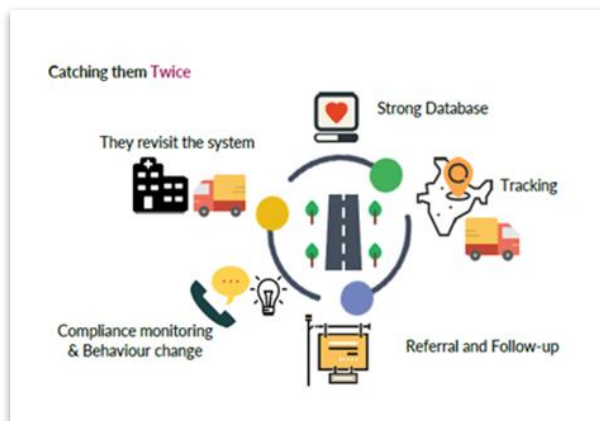 Catching them Twice
Strong Database
They revisit the system
Tracking
Compliance monitoring
& Behaviour change
Referral and Follow-up